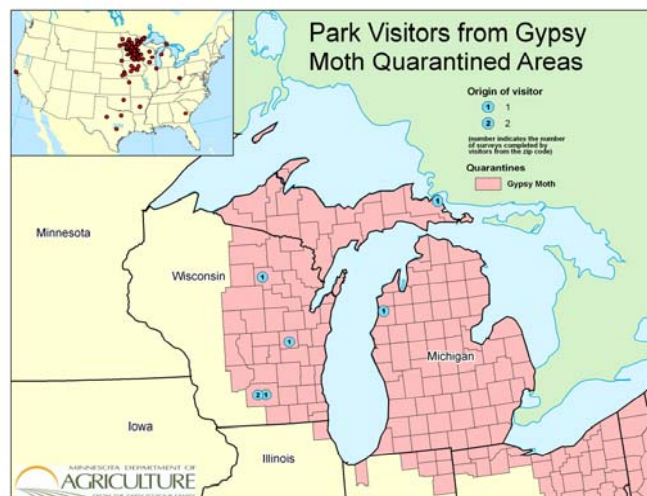 Park Visitors from Gypsy
Moth Quarantined Areas
Origin of visitor
1 1
2 2
(number indicates the number
of surveys completed by
visitors from the zip code)
Quarantines
Gypsy Moth
1
Minnesota
Wisconsin
1
1
1
Michigan
2 1
Iowa
Illinois
MINNESOTA DEPARTMENT OF
AGRICULTURE